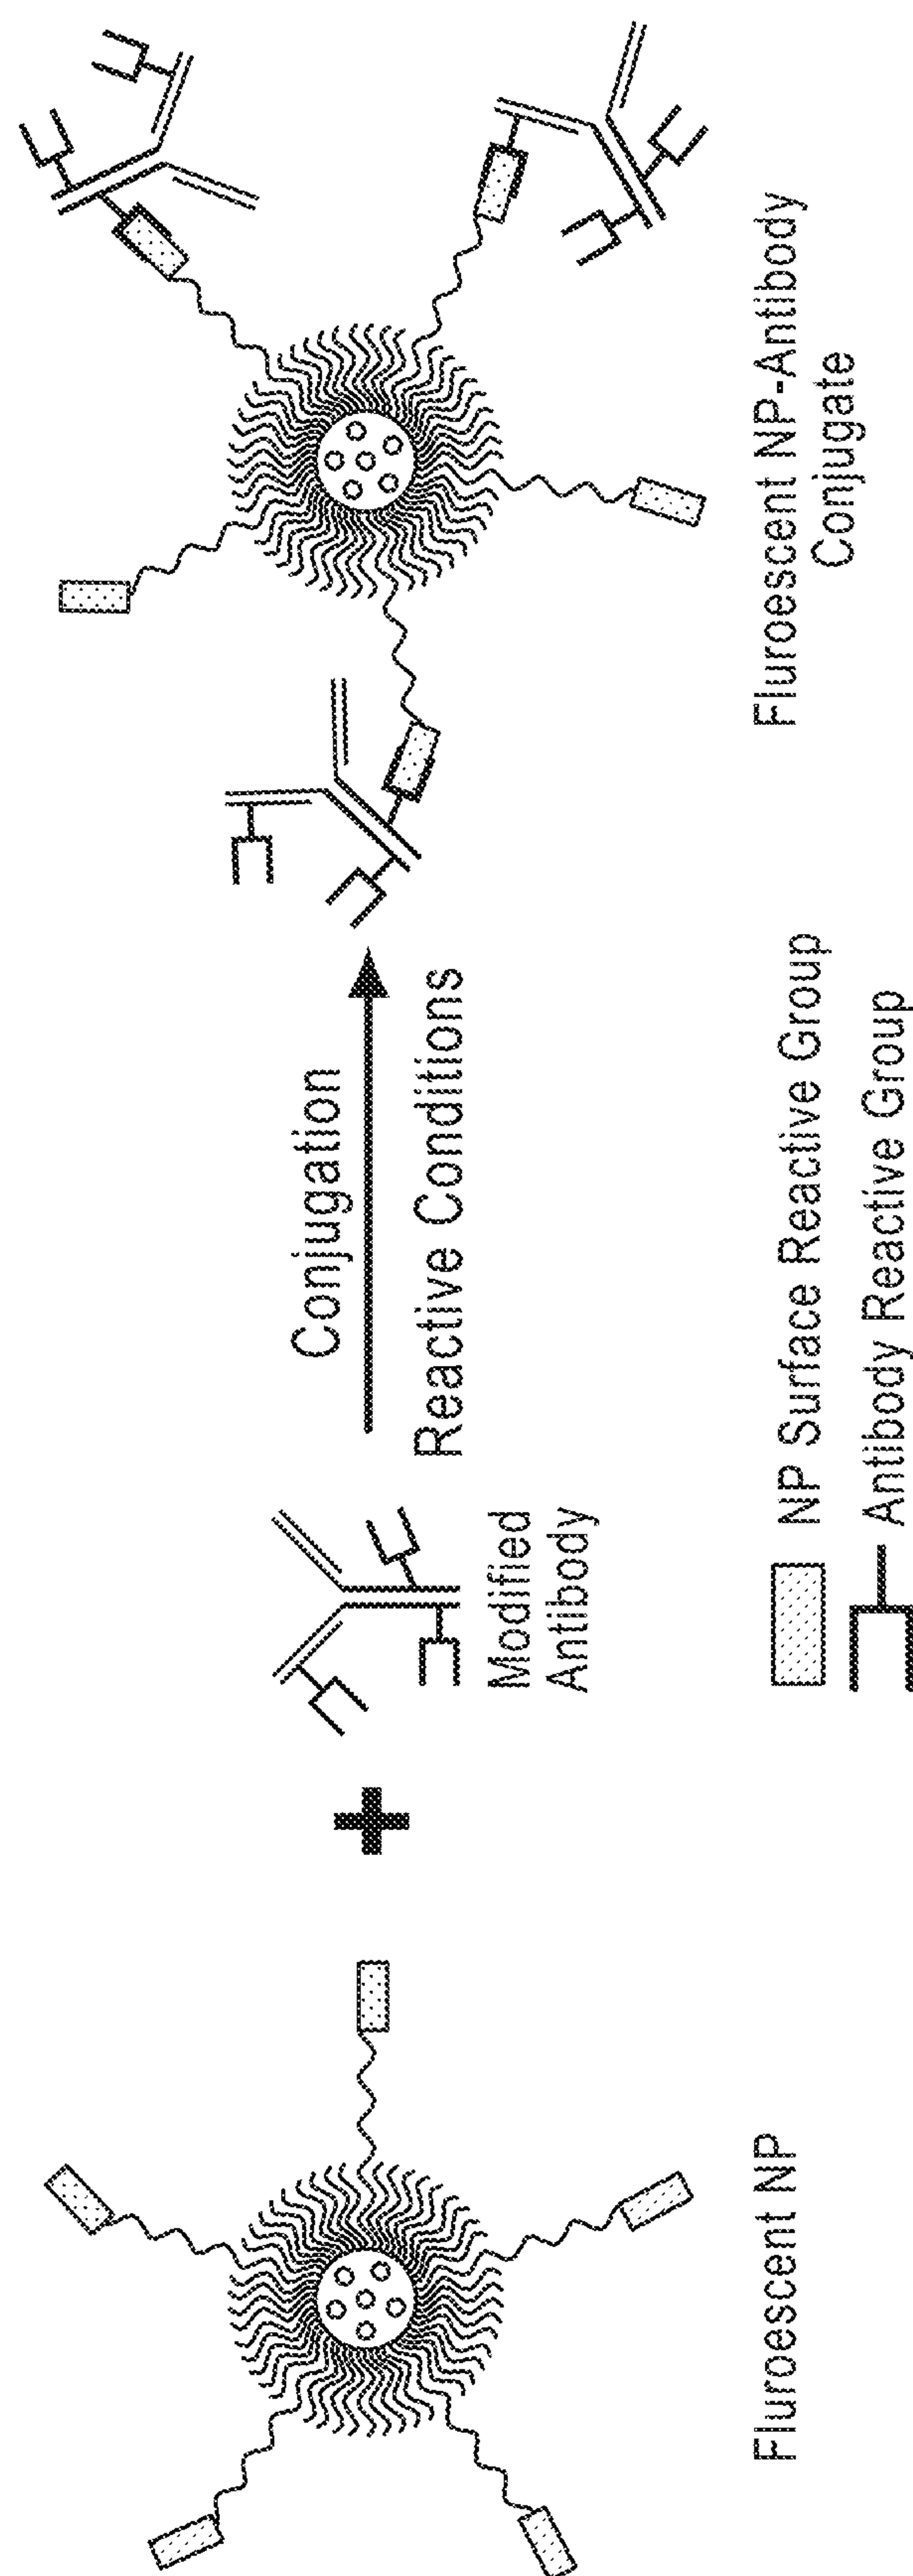 Fluroescent NP
Modified
Antibody
Conjugation
Reactive Conditions
Fluroescent NP-Antibody
Conjugate
NP Surface Reactive Group
Antibody Reactive Group